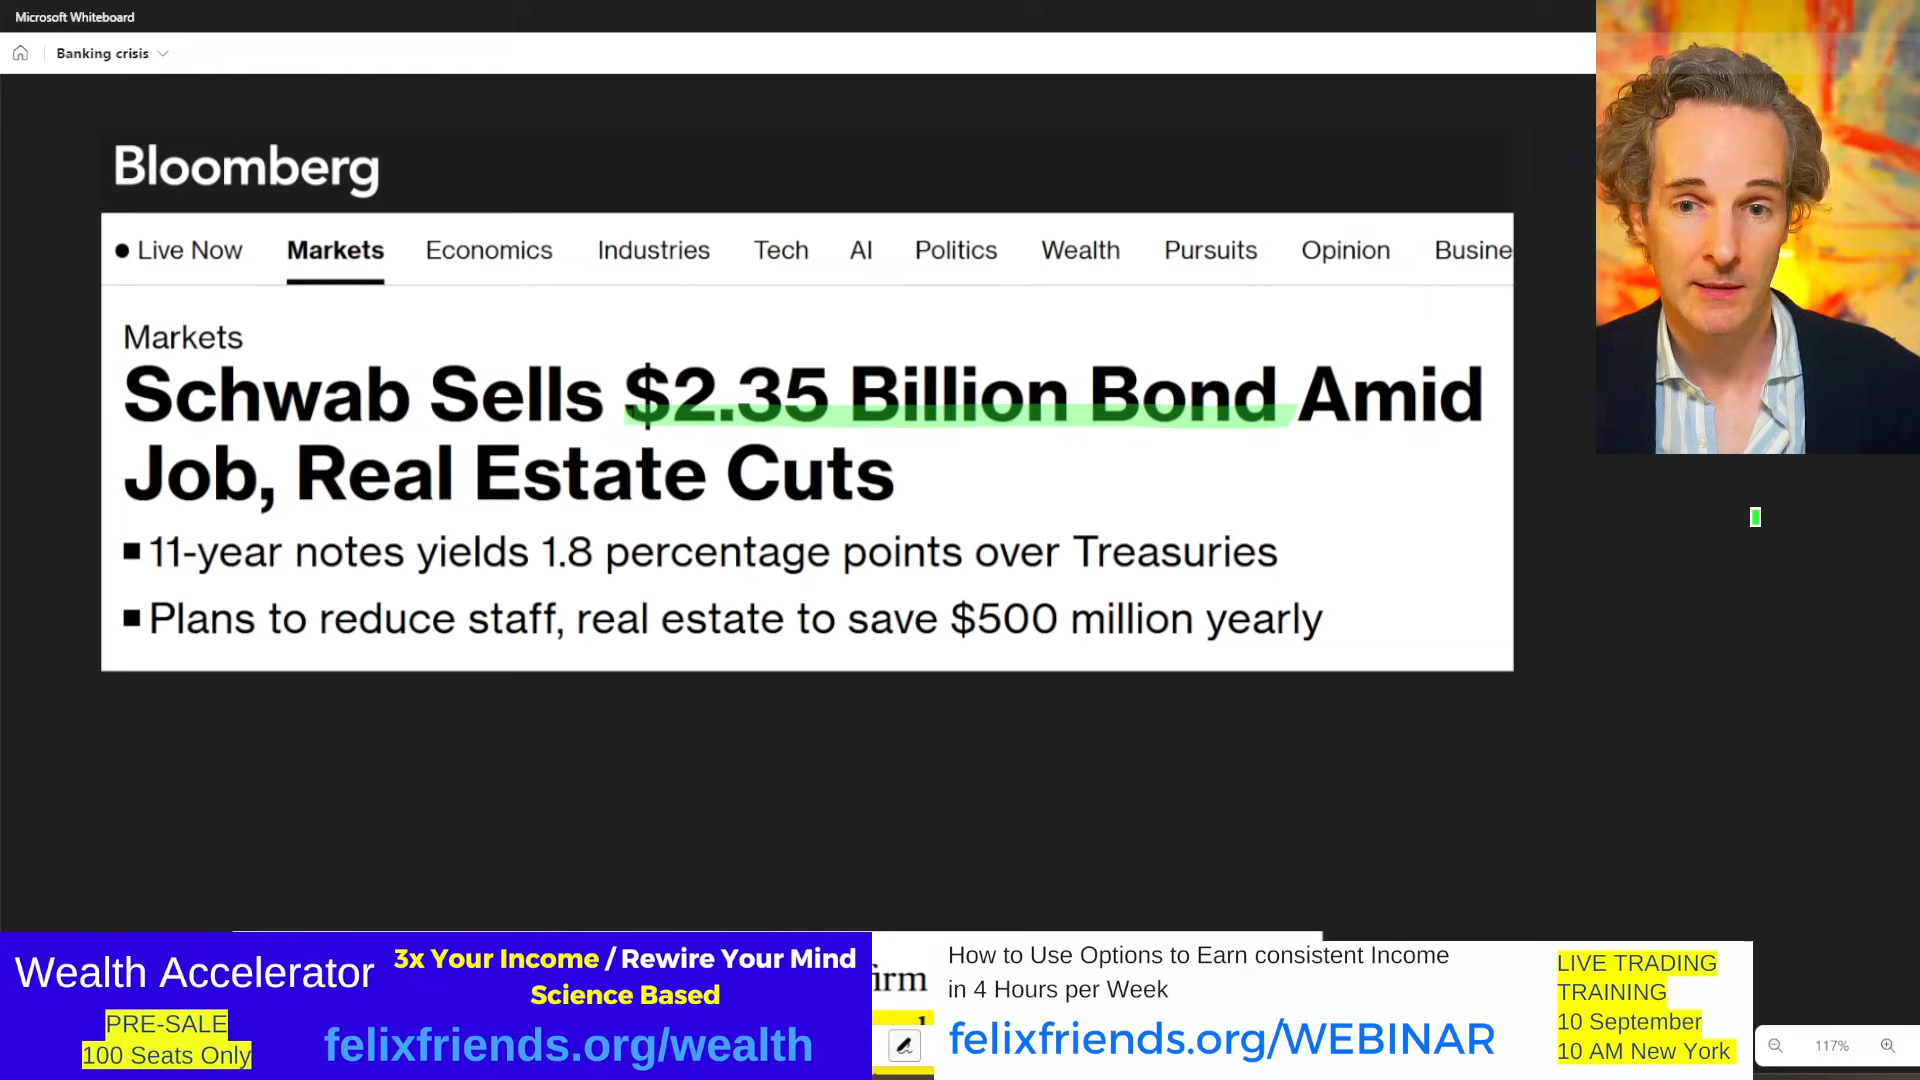 Microsoft Whiteboard
Banking crisis
Bloomberg
Live Now Markets Economics Industries Tech AI Politics Wealth Pursuits Opinion Busine
Markets
Schwab Sells $2.35 Billion Bond Amid
Job, Real Estate Cuts
11-year notes yields 1.8 percentage points over Treasuries
Plans to reduce staff, real estate to save $500 million yearly
Wealth Accelerator
PRE-SALE
100 Seats Only
3x Your Income / Rewire Your Mind
Science Based
felixfriends.org/wealth
irm
How to Use Options to Earn consistent Income
in 4 Hours per Week
felixfriends.org/WEBINAR
LIVE TRADING
TRAINING
10 September
10 AM New York
117%